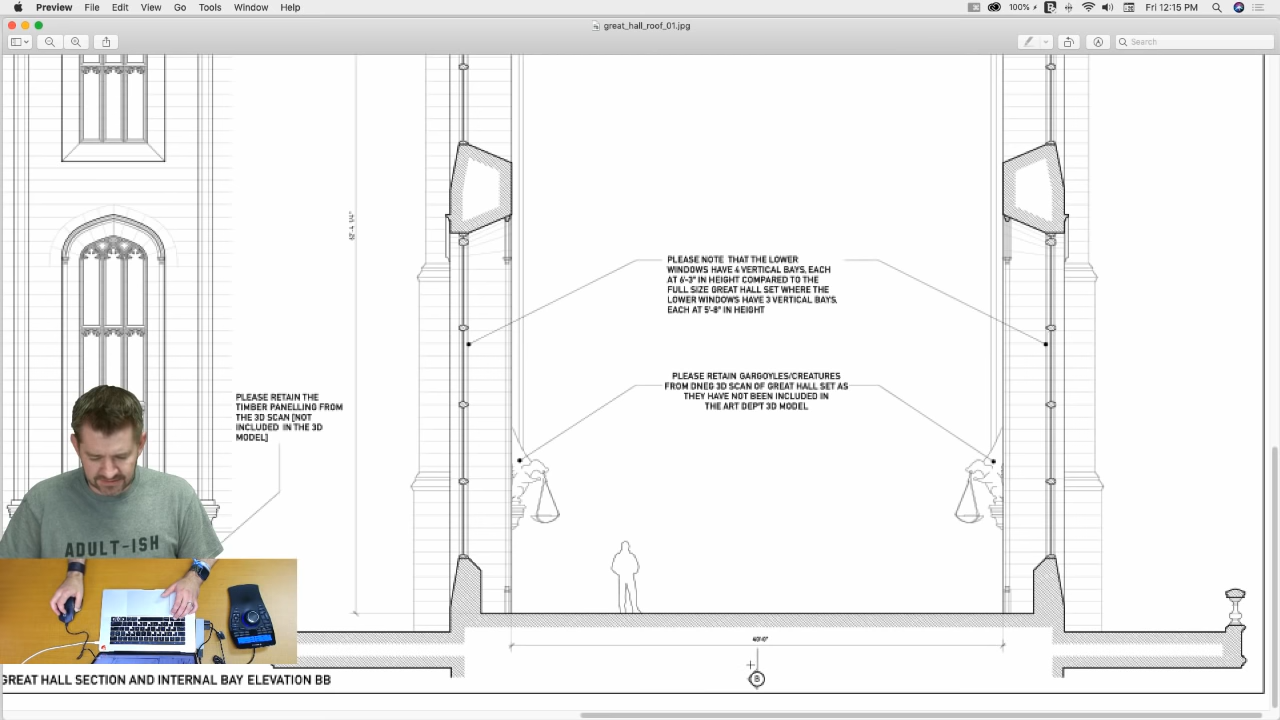 Preview File Edit View Go Tools Window Help
100% Fri 12:15 PM
great_hall_roof_01.jpg
Search
PLEASE NOTE THAT THE LOWER
WINDOWS HAVE 4 VERTICAL BAYS, EACH
AT 6'-3" IN HEIGHT COMPARED TO THE
FULL SIZE GREAT HALL SET WHERE THE
LOWER WINDOWS HAVE 3 VERTICAL BAYS,
EACH AT 5'-8" IN HEIGHT
PLEASE RETAIN GARGOYLES/CREATURES
FROM DNEG 3D SCAN OF GREAT HALL SET AS
THEY HAVE NOT BEEN INCLUDED IN
THE ART DEP'T 3D MODEL
PLEASE RETAIN THE
TIMBER PANELLING FROM
THE 3D SCAN [NOT
INCLUDED IN THE 3D
MODEL]
ADULT-ISH
40'-0"
B
GREAT HALL SECTION AND INTERNAL BAY ELEVATION BB